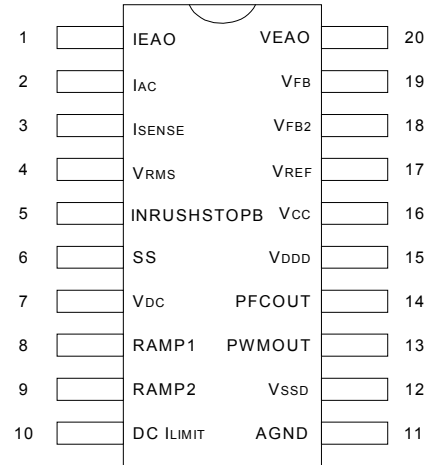 1 IEAO VEAO 20
2 IAC VFB 19
3 ISENSE VFB2 18
4 VRMS VREF 17
5 INRUSHSTOPB VCC 16
6 SS VDDD 15
7 VDC PFCOUT 14
8 RAMP1 PWMOUT 13
9 RAMP2 VSSD 12
10 DC ILIMIT AGND 11